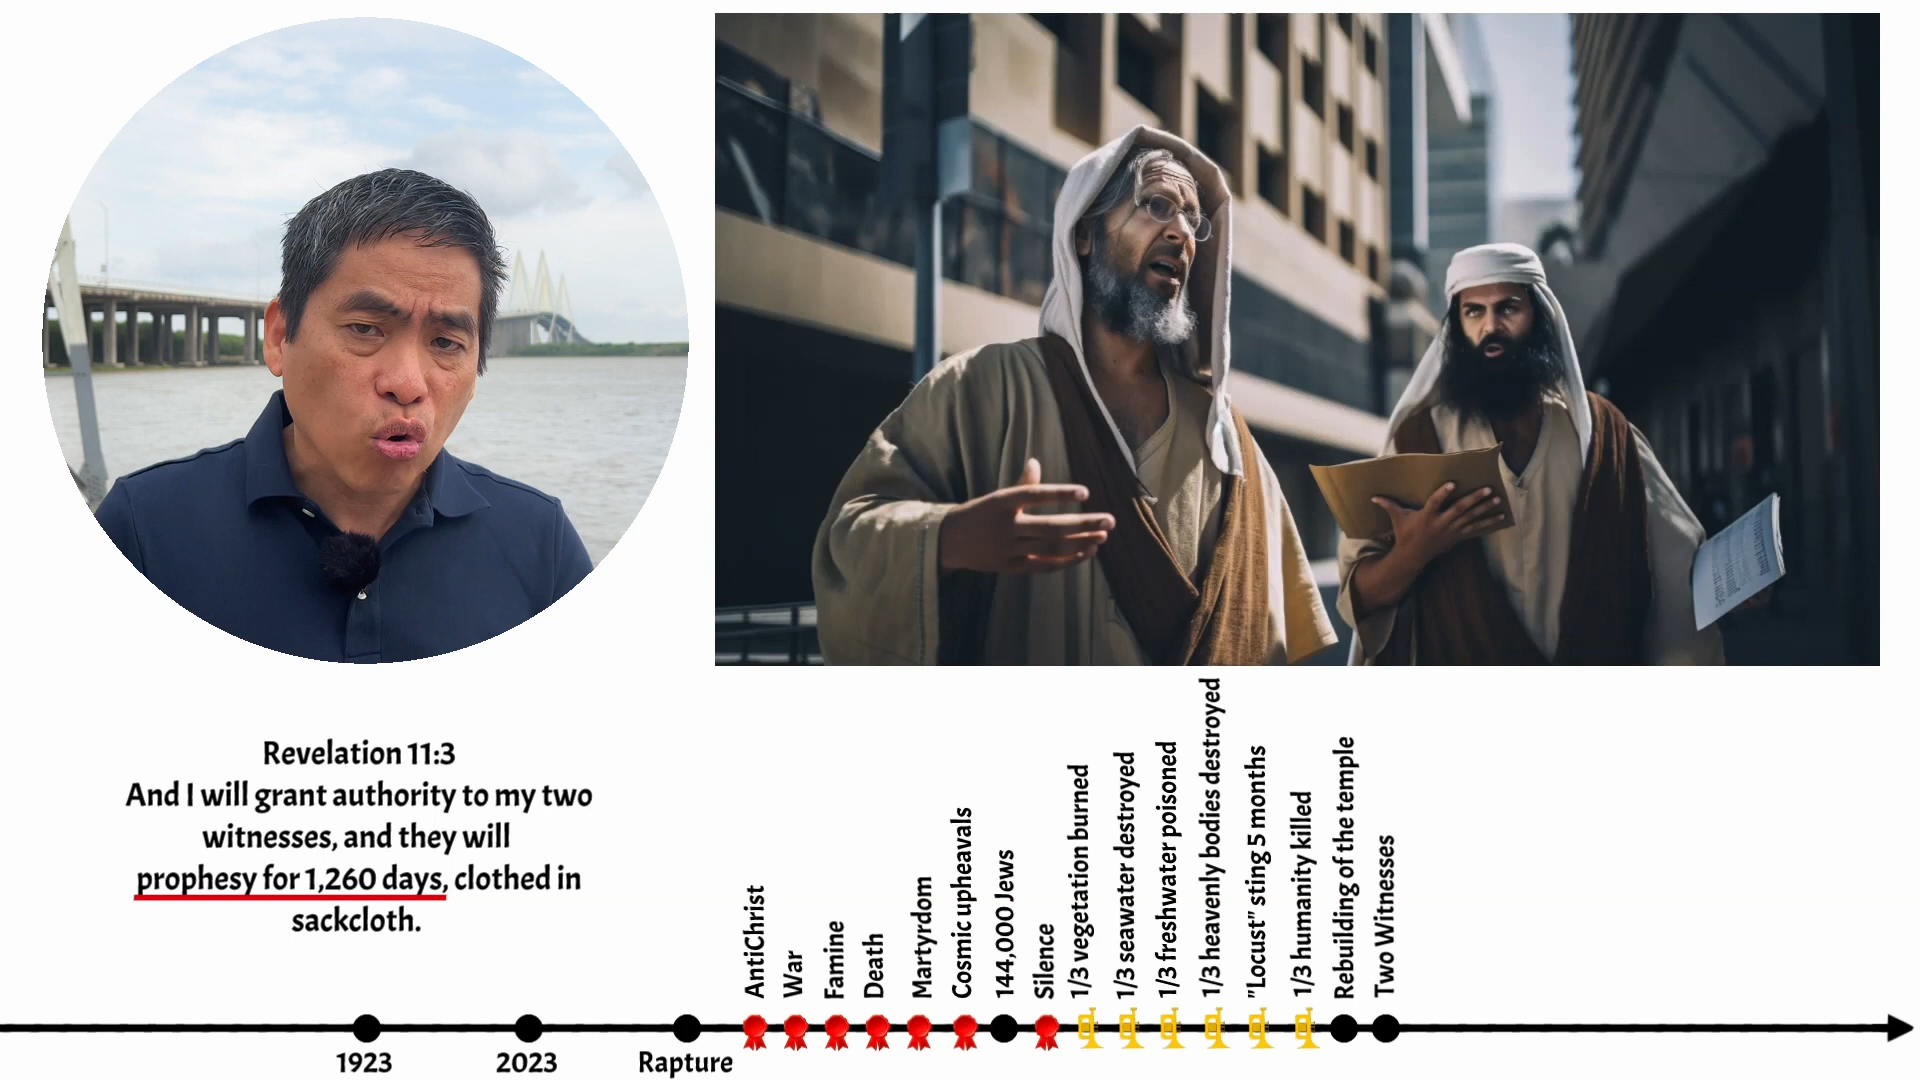 Revelation 11:3
And I will grant authority to my two
witnesses, and they will
prophesy for 1,260 days, clothed in
sackcloth.
AntiChrist
War
Famine
Death
Martyrdom
Cosmic upheavals
144,000 Jews
Silence
1/3 vegetation burned
1/3 seawater destroyed
1/3 freshwater poisoned
1/3 heavenly bodies destroyed
"Locust" sting 5 months
1/3 humanity killed
Rebuilding of the temple
Two Witnesses
1923
2023
Rapture